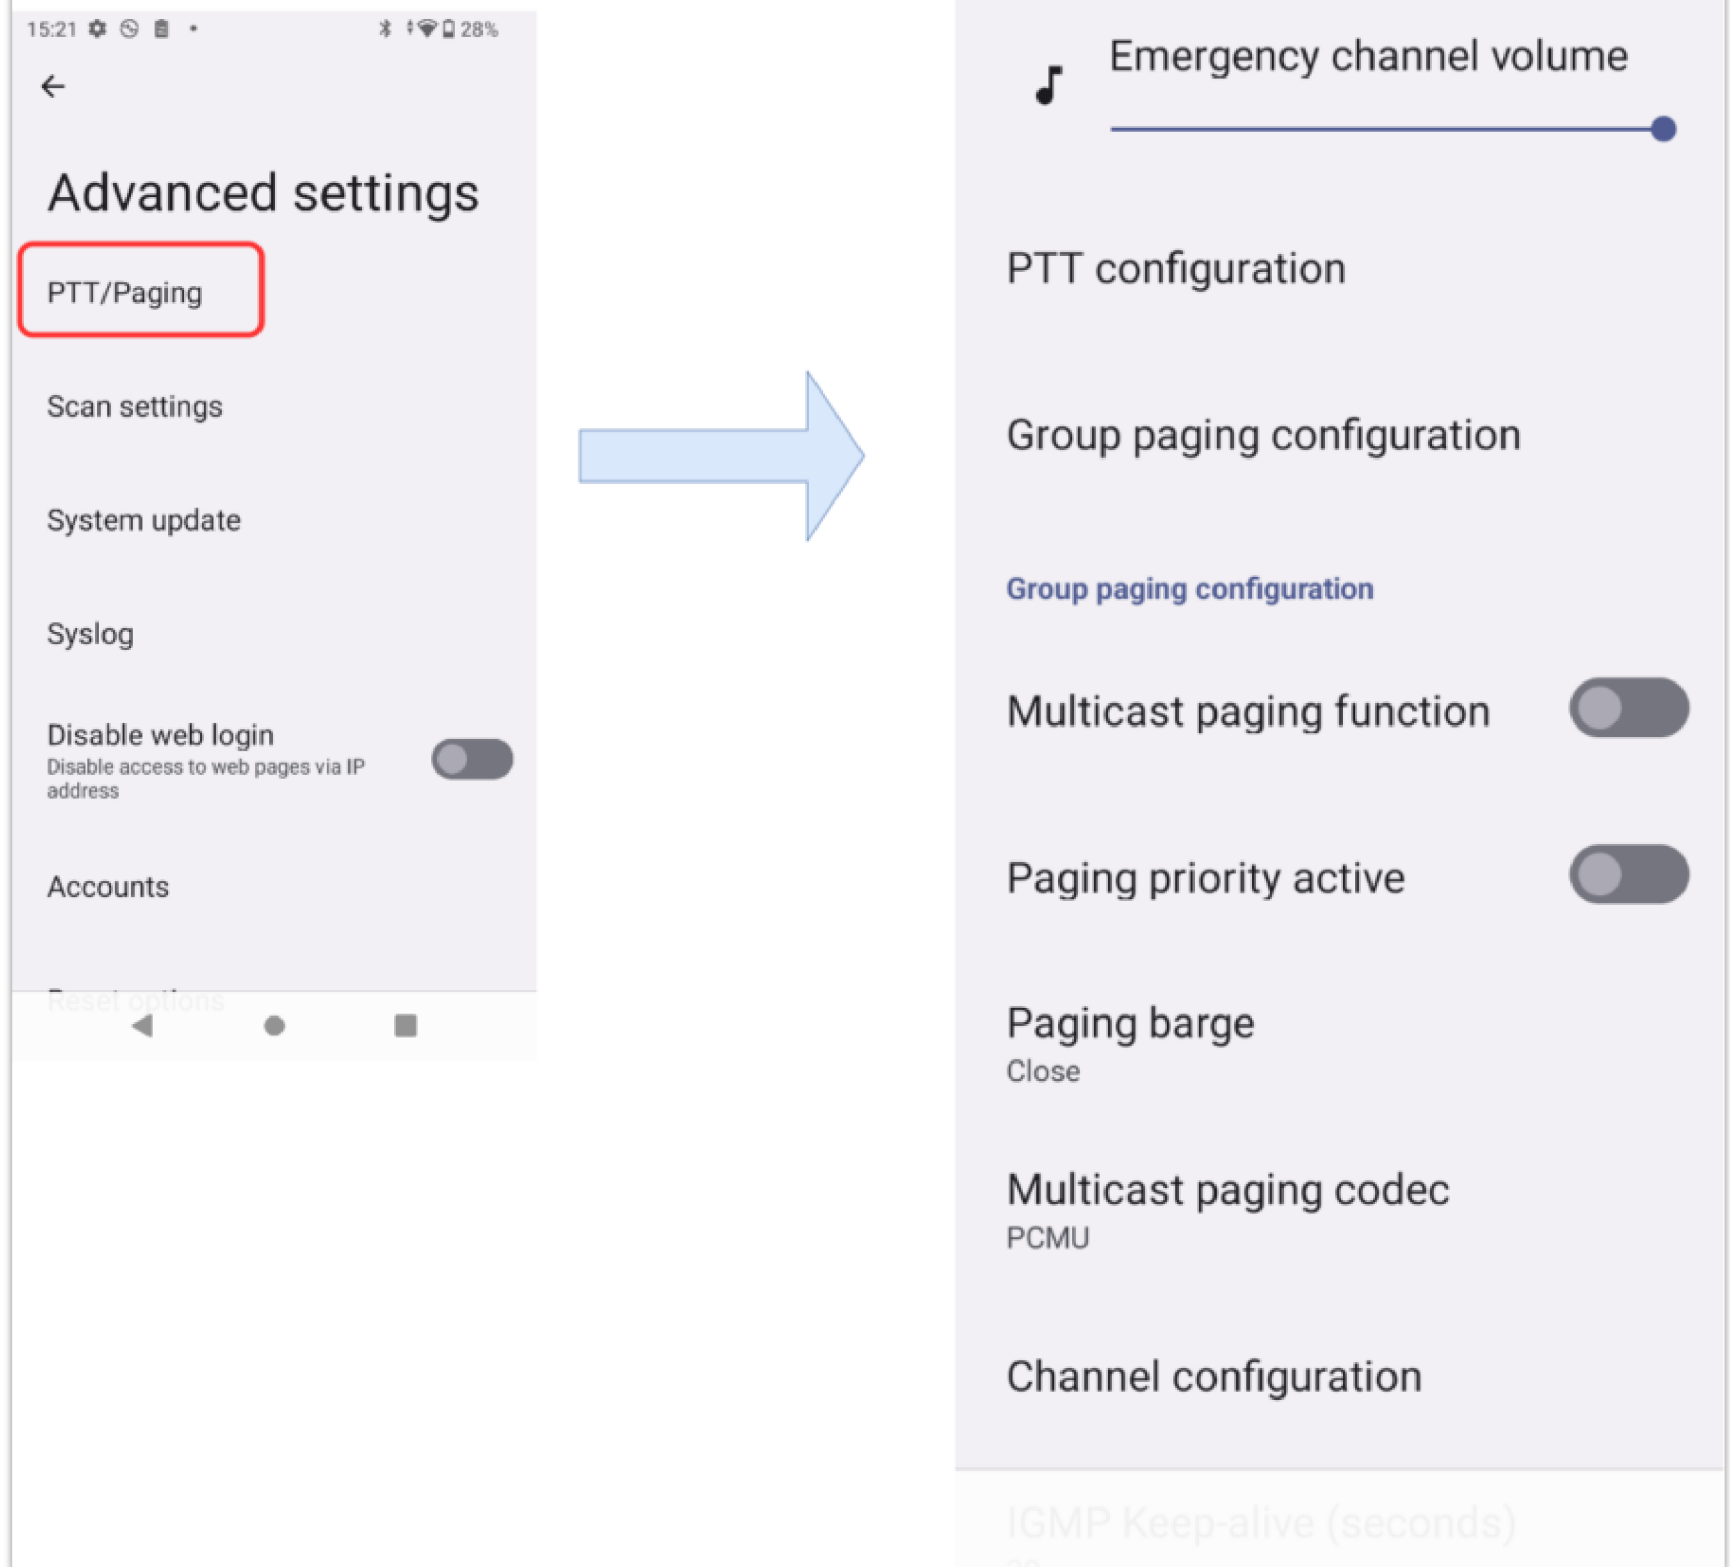 15:21
28%
Advanced settings
PTT/Paging
Scan settings
System update
Syslog
Disable web login
Disable access to web pages via IP
address
Accounts
Reset options
Emergency channel volume
PTT configuration
Group paging configuration
Group paging configuration
Multicast paging function
Paging priority active
Paging barge
Close
Multicast paging codec
PCMU
Channel configuration
IGMP Keep-alive (seconds)